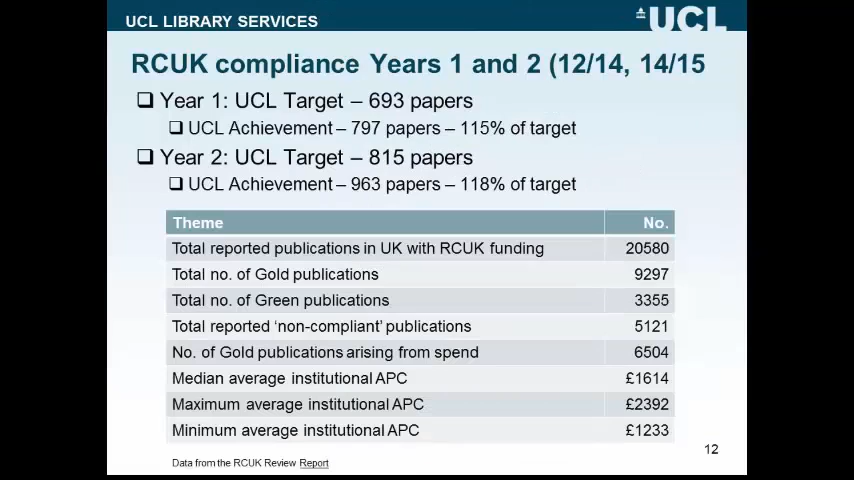 UCL LIBRARY SERVICES
UCL
RCUK compliance Years 1 and 2 (12/14, 14/15
Year 1: UCL Target – 693 papers
UCL Achievement – 797 papers – 115% of target
Year 2: UCL Target – 815 papers
UCL Achievement – 963 papers – 118% of target
Theme No.
Total reported publications in UK with RCUK funding 20580
Total no. of Gold publications 9297
Total no. of Green publications 3355
Total reported ‘non-compliant’ publications 5121
No. of Gold publications arising from spend 6504
Median average institutional APC £1614
Maximum average institutional APC £2392
Minimum average institutional APC £1233
12
Data from the RCUK Review Report